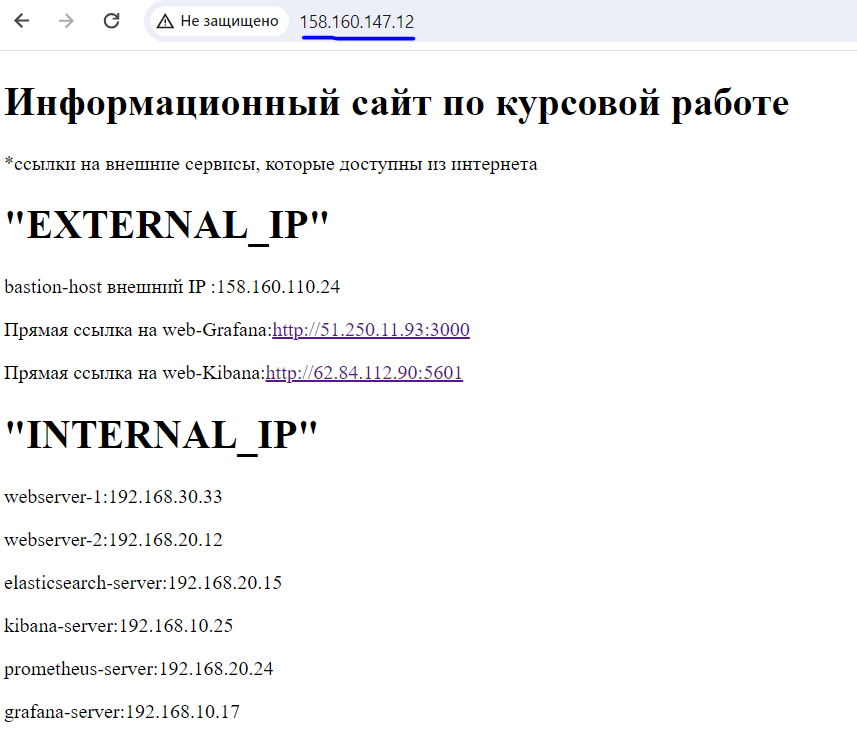 Не защищено 158.160.147.12
Информационный сайт по курсовой работе
*ссылки на внешние сервисы, которые доступны из интернета
"EXTERNAL_IP"
bastion-host внешний IP :158.160.110.24
Прямая ссылка на web-Grafana:http://51.250.11.93:3000
Прямая ссылка на web-Kibana:http://62.84.112.90:5601
"INTERNAL_IP"
webserver-1:192.168.30.33
webserver-2:192.168.20.12
elasticsearch-server:192.168.20.15
kibana-server:192.168.10.25
prometheus-server:192.168.20.24
grafana-server:192.168.10.17